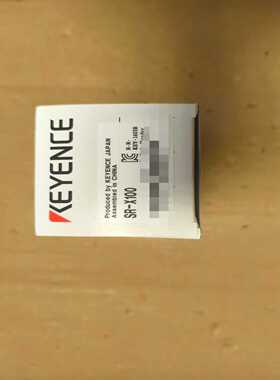 KEYENCE
Produced by KEYENCE JAPAN
Assembled in CHINA
SR-X100